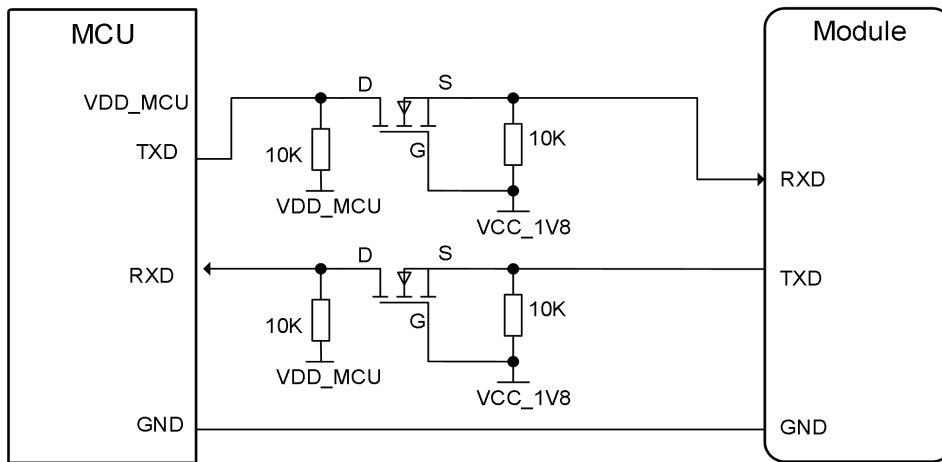 MCU
Module
D
S
VDD_MCU
10K
10K
TXD
G
RXD
VDD_MCU
VCC_1V8
D
S
RXD
TXD
10K
10K
G
VDD_MCU
VCC_1V8
GND
GND